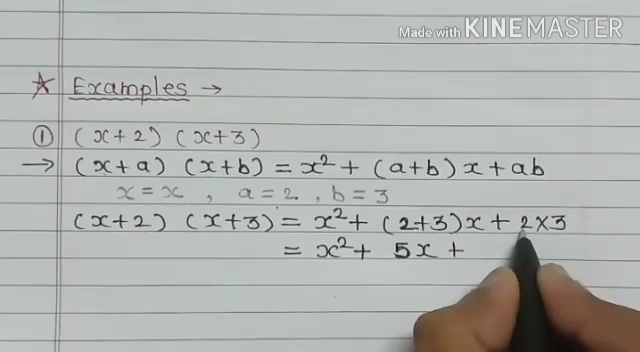 Made with KINEMASTER
☆ Examples →
① (x+2) (x+3)
→ (x+a) (x+b) = x² + (a+b)x + ab
x = x , a = 2 , b = 3
(x+2) (x+3) = x² + (2+3)x + 2×3
= x² + 5x +